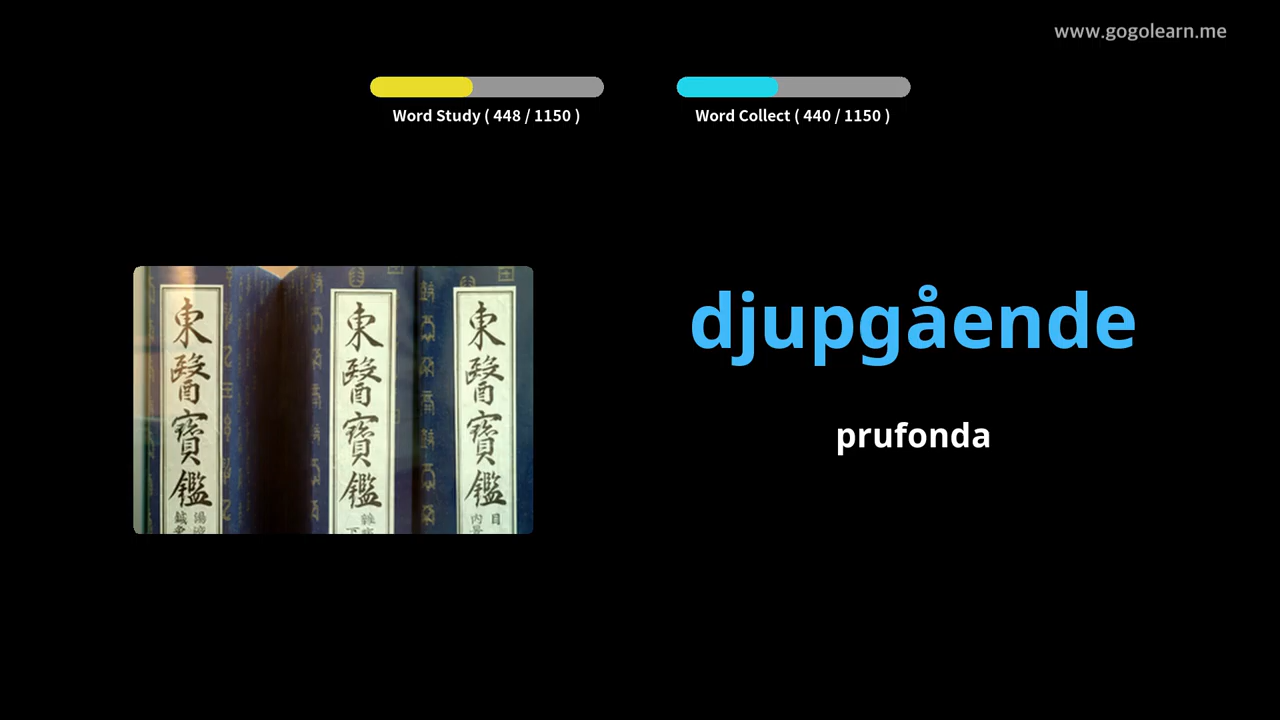 www.gogolearn.me
Word Study ( 448 / 1150 )
Word Collect ( 440 / 1150 )
東醫寶鑑
東醫寶鑑
東醫寶鑑
djupgående
prufonda